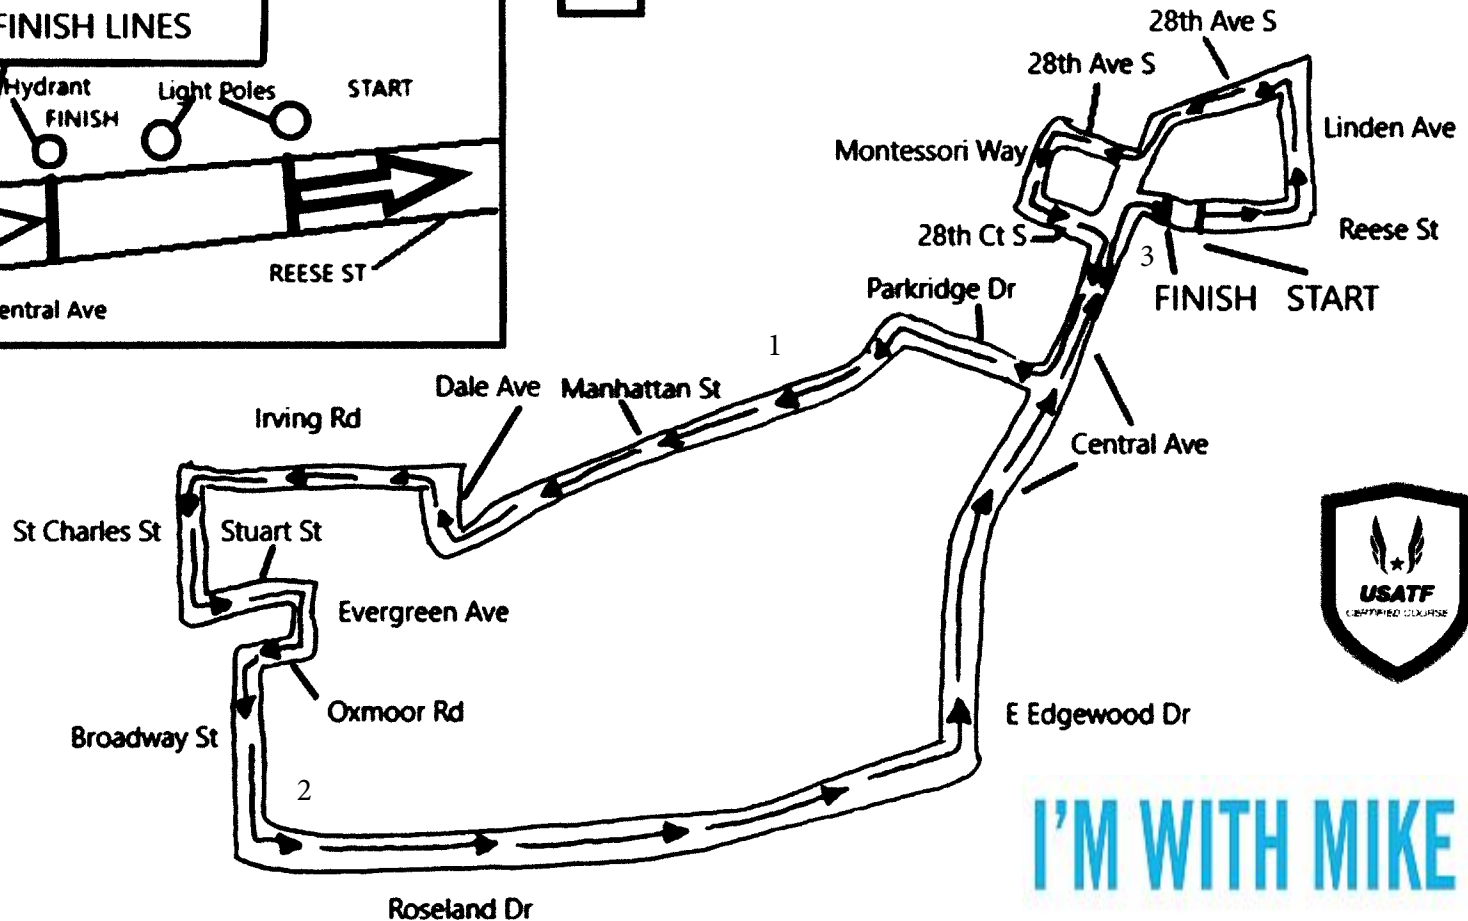 FINISH LINES
Hydrant
Light Poles
START
FINISH
REESE ST
entral Ave
28th Ave S
28th Ave S
Linden Ave
Montessori Way
28th Ct S
Reese St
3
FINISH START
Parkridge Dr
1
Dale Ave Manhattan St
Irving Rd
Central Ave
St Charles St
Stuart St
Evergreen Ave
USATF
CERTIFIED COURSE
Oxmoor Rd
E Edgewood Dr
Broadway St
2
I'M WITH MIKE
Roseland Dr